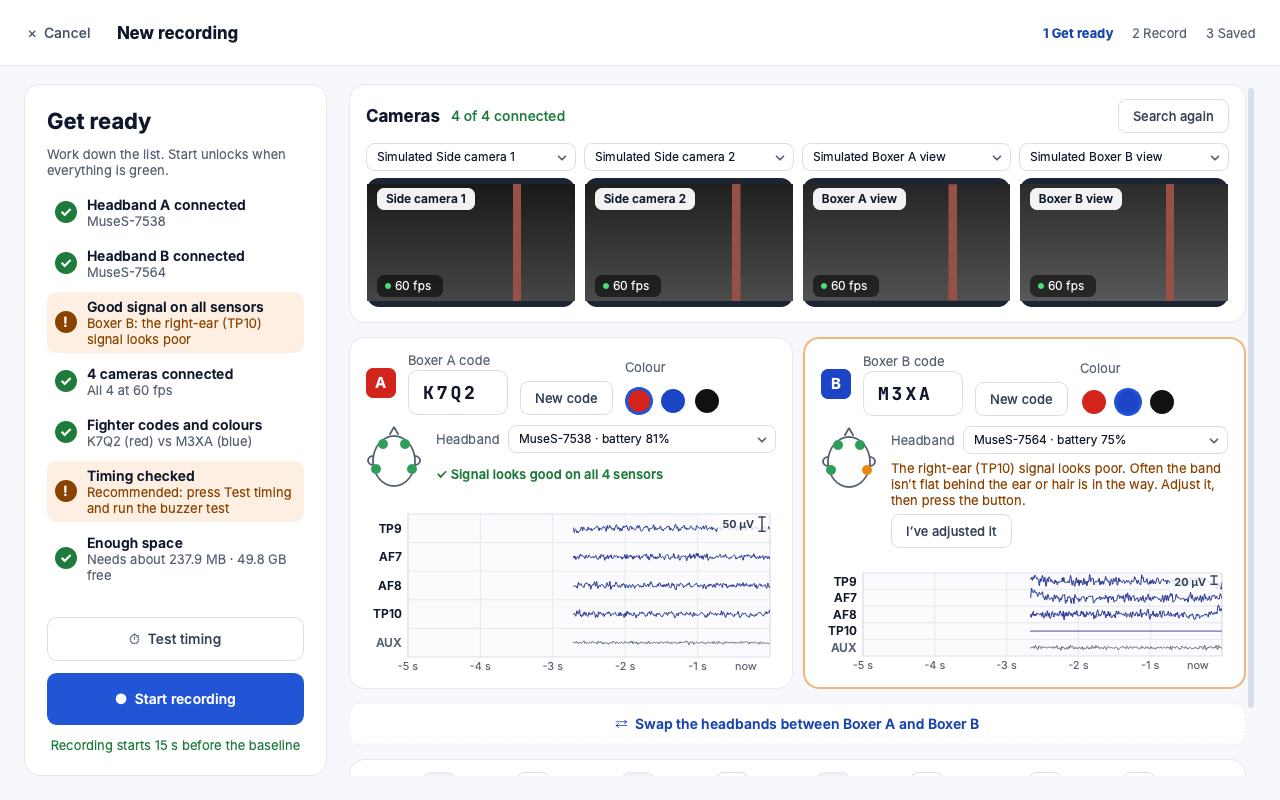 × Cancel
New recording
1 Get ready
2 Record
3 Saved
Get ready
Work down the list. Start unlocks when
everything is green.
Headband A connected
MuseS-7538
Headband B connected
MuseS-7564
!
Good signal on all sensors
Boxer B: the right-ear (TP10)
signal looks poor
4 cameras connected
All 4 at 60 fps
Fighter codes and colours
K7Q2 (red) vs M3XA (blue)
!
Timing checked
Recommended: press Test timing
and run the buzzer test
Enough space
Needs about 237.9 MB · 49.8 GB
free
⏱ Test timing
Start recording
Recording starts 15 s before the baseline
Cameras
4 of 4 connected
Search again
Simulated Side camera 1
Simulated Side camera 2
Simulated Boxer A view
Simulated Boxer B view
Side camera 1
60 fps
Side camera 2
60 fps
Boxer A view
60 fps
Boxer B view
60 fps
A
Boxer A code
K7Q2
New code
Colour
Headband
MuseS-7538 · battery 81%
✓ Signal looks good on all 4 sensors
50 µV
TP9
AF7
AF8
TP10
AUX
-5 s
-4 s
-3 s
-2 s
-1 s
now
B
Boxer B code
M3XA
New code
Colour
Headband
MuseS-7564 · battery 75%
The right-ear (TP10) signal looks poor. Often the band
isn’t flat behind the ear or hair is in the way. Adjust it,
then press the button.
I’ve adjusted it
20 µV
TP9
AF7
AF8
TP10
AUX
-5 s
-4 s
-3 s
-2 s
-1 s
now
⇄ Swap the headbands between Boxer A and Boxer B